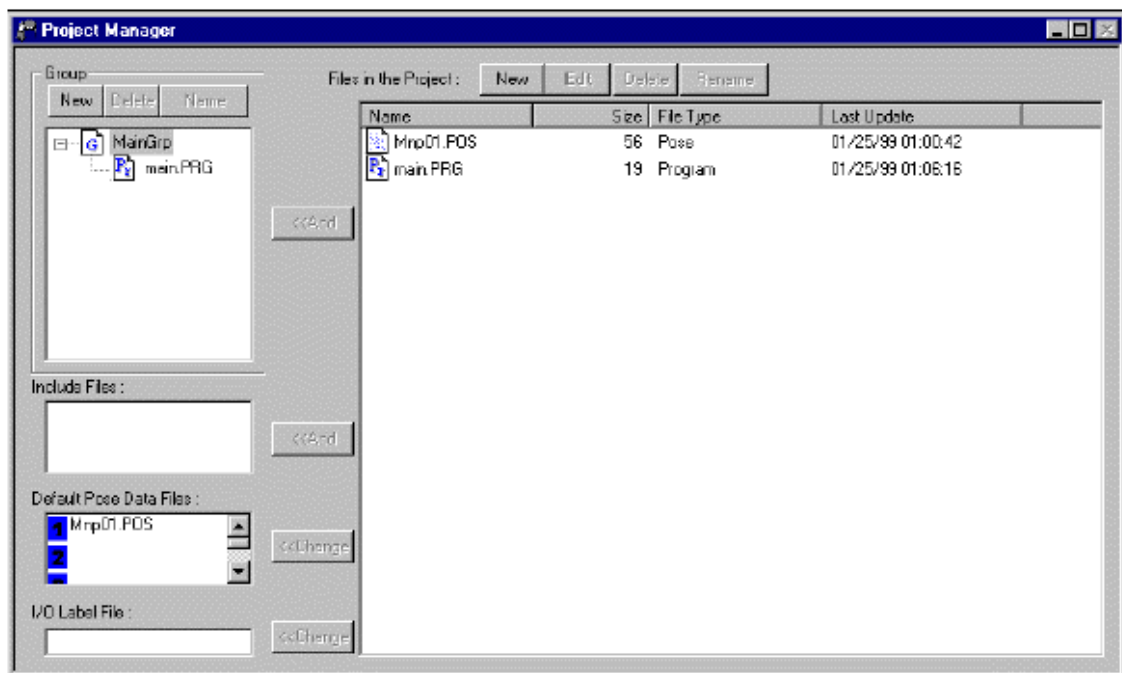 Project Manager
Group
New Delete Name
MainGrp
main.PRG
Files in the Project : New Edit Delete Rename
Name Size File Type Last Update
Mnp01.POS 56 Pose 01/25/99 01:00:42
main.PRG 19 Program 01/25/99 01:06:16
Include Files :
Default Pose Data Files :
1 Mnp01.POS
2
<<Change
I/O Label File :
<<Change